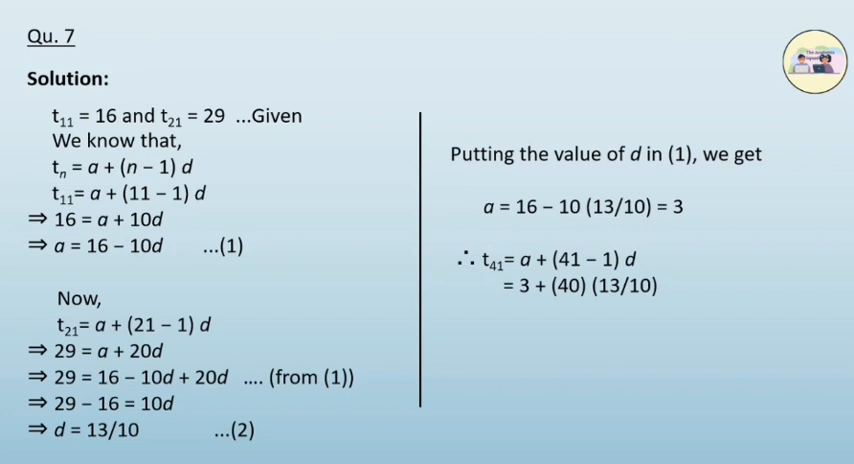 Qu. 7
Solution:
t₁₁ = 16 and t₂₁ = 29 ...Given
We know that,
tₙ = a + (n − 1) d
t₁₁= a + (11 − 1) d
⇒ 16 = a + 10d
⇒ a = 16 − 10d ...(1)
Now,
t₂₁= a + (21 − 1) d
⇒ 29 = a + 20d
⇒ 29 = 16 − 10d + 20d .... (from (1))
⇒ 29 − 16 = 10d
⇒ d = 13/10 ...(2)
Putting the value of d in (1), we get
a = 16 − 10 (13/10) = 3
∴ t₄₁= a + (41 − 1) d
= 3 + (40) (13/10)